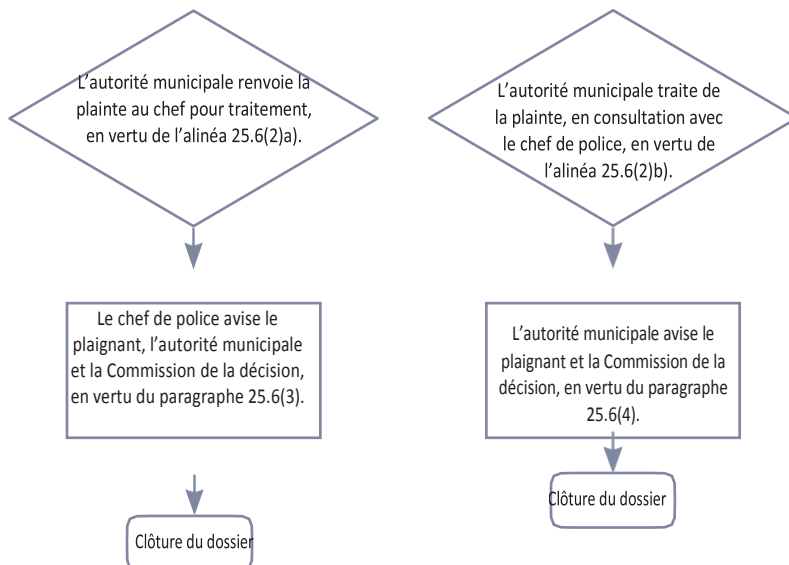 L’autorité municipale renvoie la
plainte au chef pour traitement,
en vertu de l’alinéa 25.6(2)a).
Le chef de police avise le
plaignant, l’autorité municipale
et la Commission de la décision,
en vertu du paragraphe 25.6(3).
Clôture du dossier
L’autorité municipale traite de
la plainte, en consultation avec
le chef de police, en vertu de
l’alinéa 25.6(2)b).
L’autorité municipale avise le
plaignant et la Commission de la
décision, en vertu du paragraphe
25.6(4).
Clôture du dossier